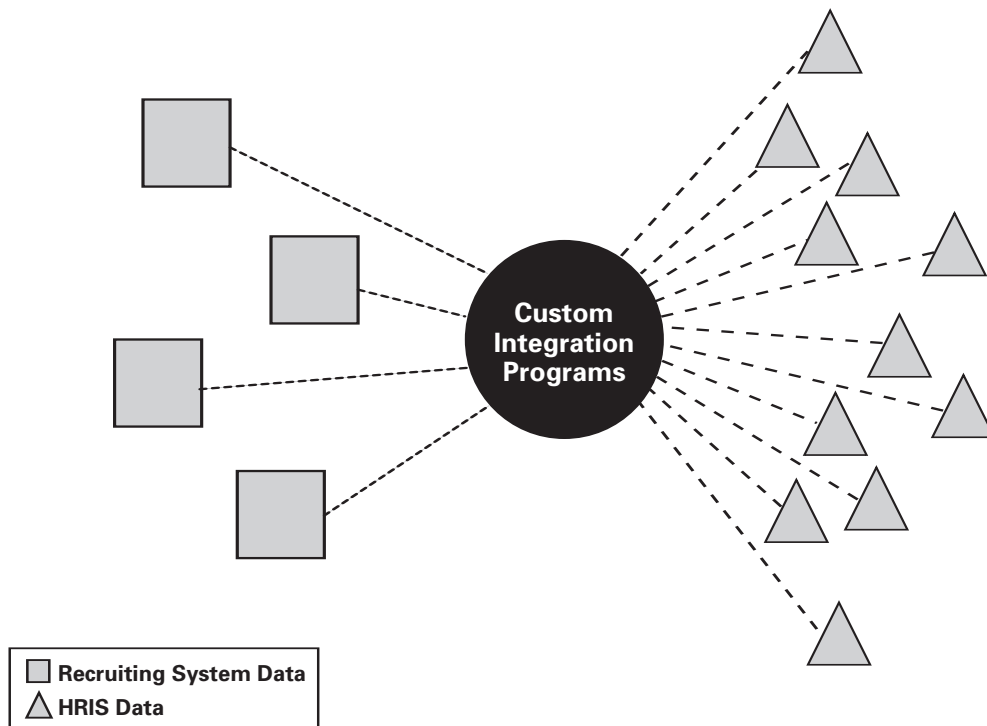 Custom
Integration
Programs
Recruiting System Data
HRIS Data